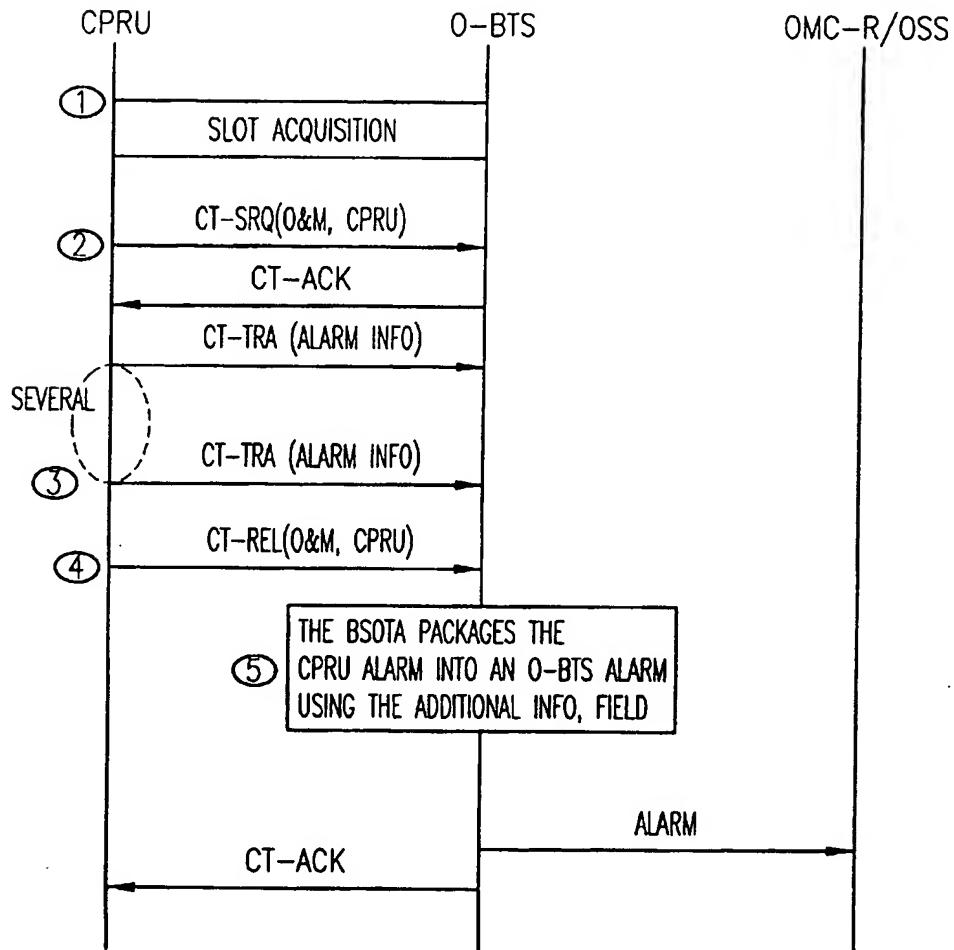 CPRU
O-BTS
OMC-R/OSS
1
SLOT ACQUISITION
CT-SRQ(O&M, CPRU)
2
CT-ACK
CT-TRA (ALARM INFO)
SEVERAL
CT-TRA (ALARM INFO)
3
CT-REL(O&M, CPRU)
4
THE BSOTA PACKAGES THE
5 CPRU ALARM INTO AN O-BTS ALARM
USING THE ADDITIONAL INFO, FIELD
ALARM
CT-ACK